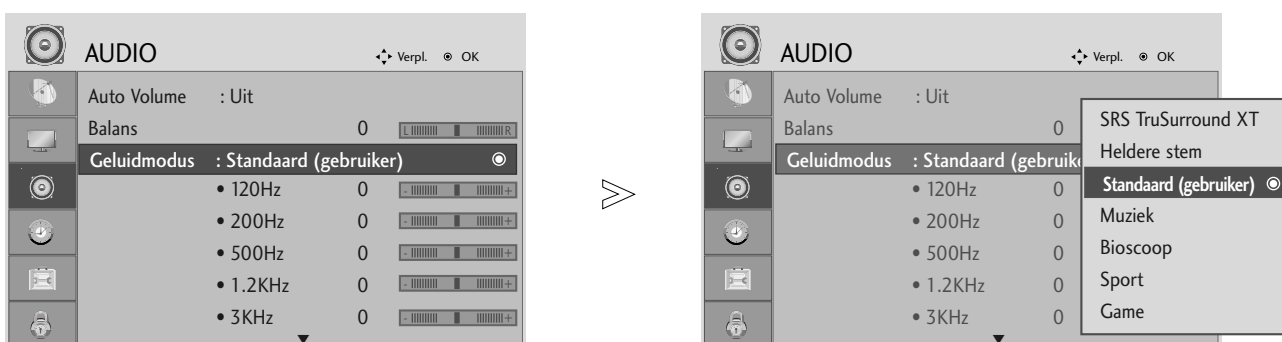 AUDIO
Verpl. OK
Auto Volume : Uit
Balans 0 L R
Geluidmodus : Standaard (gebruiker)
• 120Hz 0 - +
• 200Hz 0 - +
• 500Hz 0 - +
• 1.2KHz 0 - +
• 3KHz 0 - +
AUDIO
Verpl. OK
Auto Volume : Uit
Balans 0
Geluidmodus : Standaard (gebruik
• 120Hz 0
• 200Hz 0
• 500Hz 0
• 1.2KHz 0
• 3KHz 0
SRS TruSurround XT
Heldere stem
Standaard (gebruiker)
Muziek
Bioscoop
Sport
Game